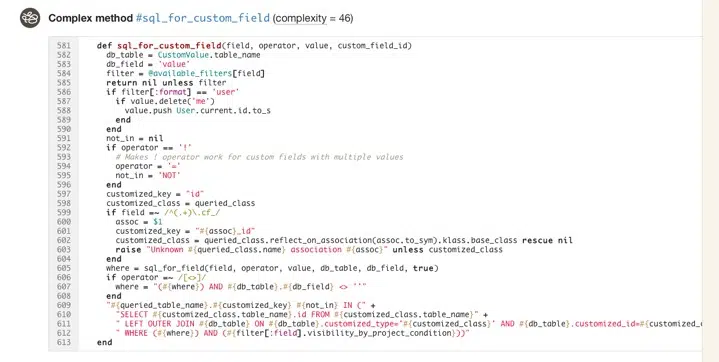 Complex method #sql_for_custom_field (complexity = 46)
581 def sql_for_custom_field(field, operator, value, custom_field_id)
582 db_table = CustomValue.table_name
583 db_field = 'value'
584 filter = @available_filters[field]
585 return nil unless filter
586 if filter[:format] == 'user'
587 if value.delete('me')
588 value.push User.current.id.to_s
589 end
590 end
591 not_in = nil
592 if operator == '!'
593 # Makes ! operator work for custom fields with multiple values
594 operator = '='
595 not_in = 'NOT'
596 end
597 customized_key = "id"
598 customized_class = queried_class
599 if field =~ /^(.+)\.cf_/
600 assoc = $1
601 customized_key = "#{assoc}_id"
602 customized_class = queried_class.reflect_on_association(assoc.to_sym).klass.base_class rescue nil
603 raise "Unknown #{queried_class.name} association #{assoc}" unless customized_class
604 end
605 where = sql_for_field(field, operator, value, db_table, db_field, true)
606 if operator =~ /[<>]/
607 where = "(#{where}) AND #{db_table}.#{db_field} <> ''"
608 end
609 "#{queried_table_name}.#{customized_key} #{not_in} IN (" +
610 "SELECT #{customized_class.table_name}.id FROM #{customized_class.table_name}" +
611 " LEFT OUTER JOIN #{db_table} ON #{db_table}.customized_type='#{customized_class}' AND #{db_table}.customized_id=#{customized_c
612 " WHERE (#{where}) AND (#{filter[:field].visibility_by_project_condition}))"
613 end